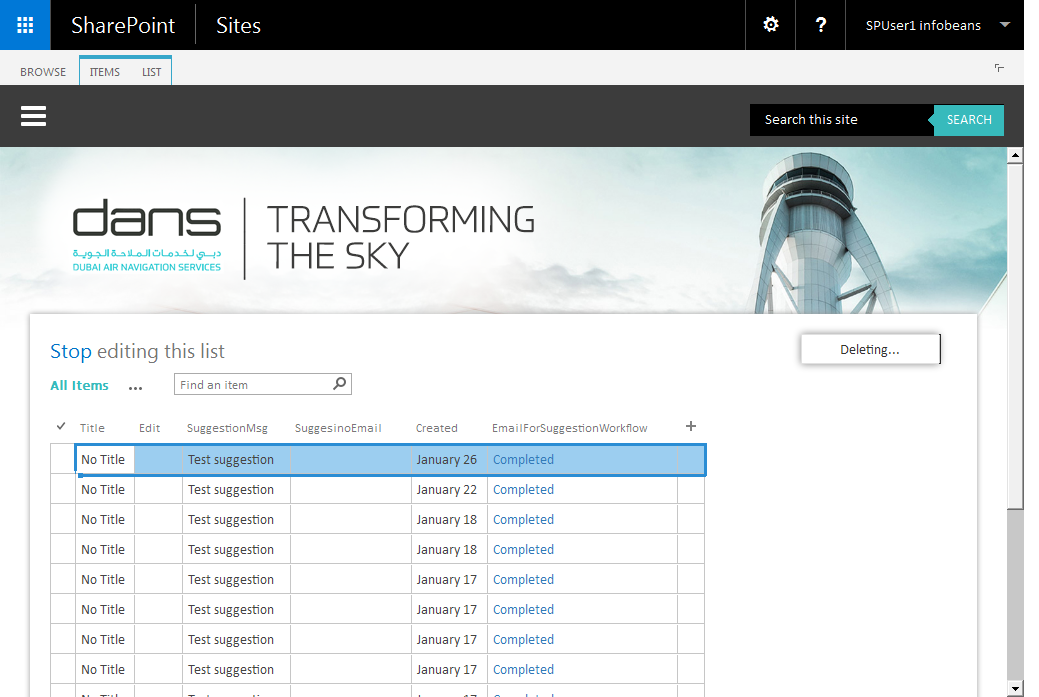 SharePoint Sites ? SPUser1 infobeans
BROWSE ITEMS LIST
Search this site SEARCH
dans
دبي لخدمات الملاحة الجوية
DUBAI AIR NAVIGATION SERVICES
TRANSFORMING
THE SKY
Stop editing this list
Deleting...
All Items ... Find an item
Title Edit SuggestionMsg SuggesinoEmail Created EmailForSuggestionWorkflow +
No Title Test suggestion January 26 Completed
No Title Test suggestion January 22 Completed
No Title Test suggestion January 18 Completed
No Title Test suggestion January 18 Completed
No Title Test suggestion January 17 Completed
No Title Test suggestion January 17 Completed
No Title Test suggestion January 17 Completed
No Title Test suggestion January 17 Completed